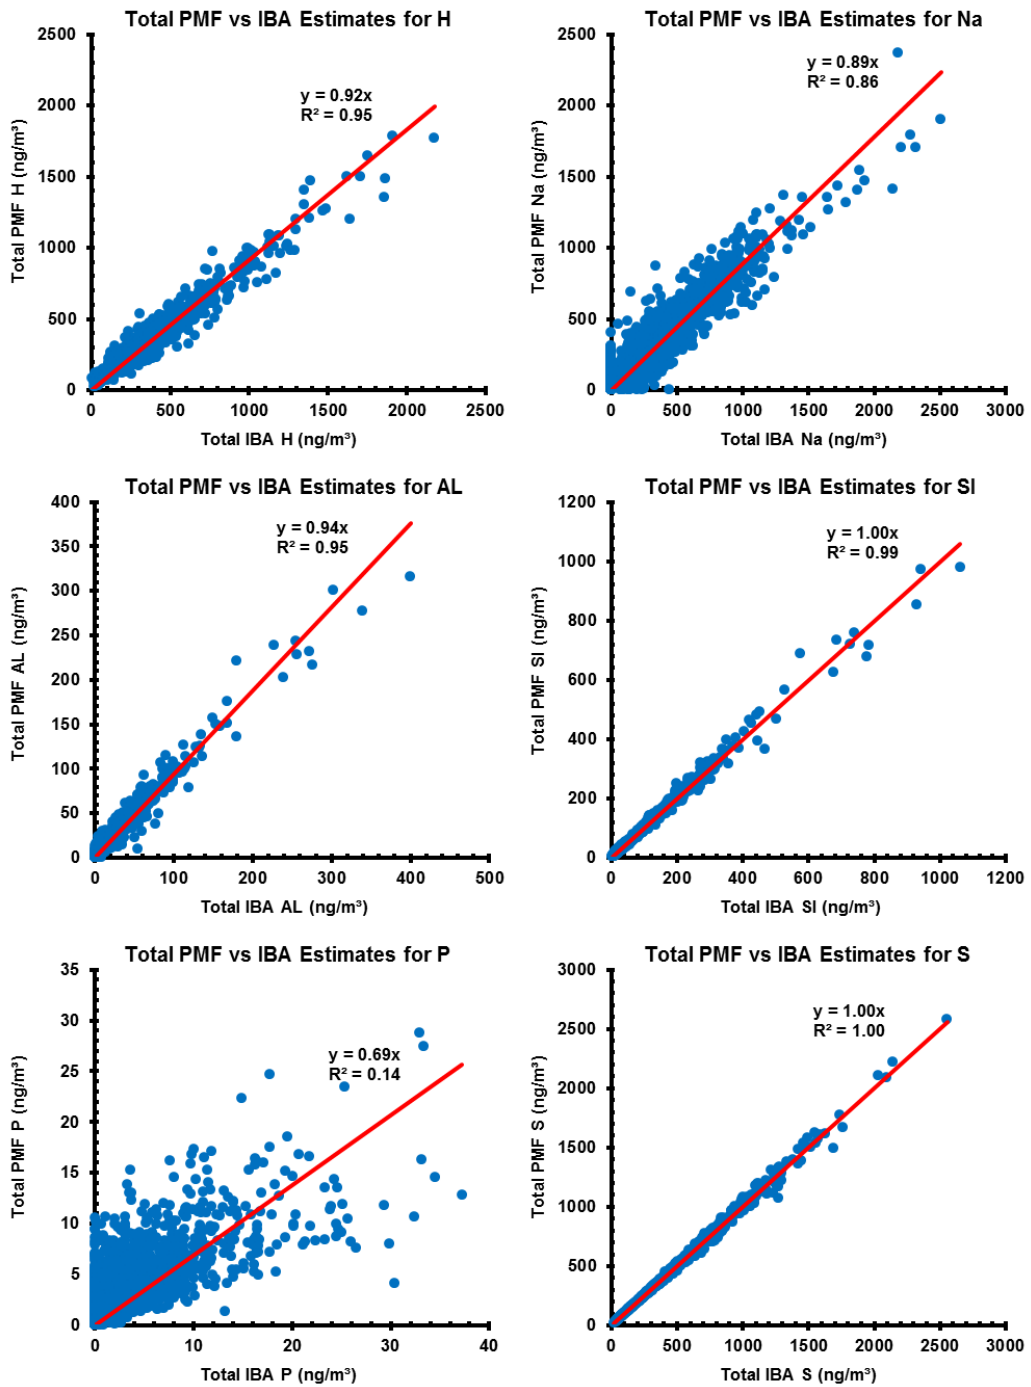 Total PMF vs IBA Estimates for H
2500
2000
1500
1000
500
0
Total PMF H (ng/m³)
y = 0.92x
R² = 0.95
0 500 1000 1500 2000 2500
Total IBA H (ng/m³)
Total PMF vs IBA Estimates for Na
2500
2000
1500
1000
500
0
Total PMF Na (ng/m³)
y = 0.89x
R² = 0.86
0 500 1000 1500 2000 2500 3000
Total IBA Na (ng/m³)
Total PMF vs IBA Estimates for AL
400
350
300
250
200
150
100
50
0
Total PMF AL (ng/m³)
y = 0.94x
R² = 0.95
0 100 200 300 400 500
Total IBA AL (ng/m³)
Total PMF vs IBA Estimates for SI
1200
1000
800
600
400
200
0
Total PMF SI (ng/m³)
y = 1.00x
R² = 0.99
0 200 400 600 800 1000 1200
Total IBA SI (ng/m³)
Total PMF vs IBA Estimates for P
35
30
25
20
15
10
5
0
Total PMF P (ng/m³)
y = 0.69x
R² = 0.14
0 10 20 30 40
Total IBA P (ng/m³)
Total PMF vs IBA Estimates for S
3000
2500
2000
1500
1000
500
0
Total PMF S (ng/m³)
y = 1.00x
R² = 1.00
0 500 1000 1500 2000 2500 3000
Total IBA S (ng/m³)